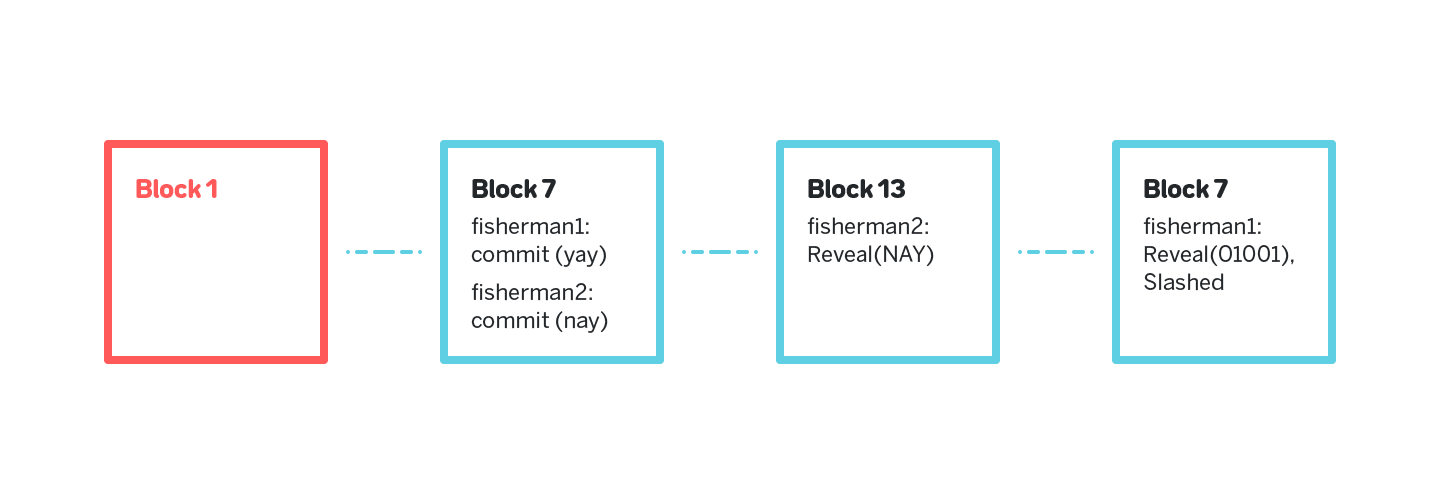 Block 1
Block 7
fisherman1:
commit (yay)
fisherman2:
commit (nay)
Block 13
fisherman2:
Reveal(NAY)
Block 7
fisherman1:
Reveal(01001),
Slashed